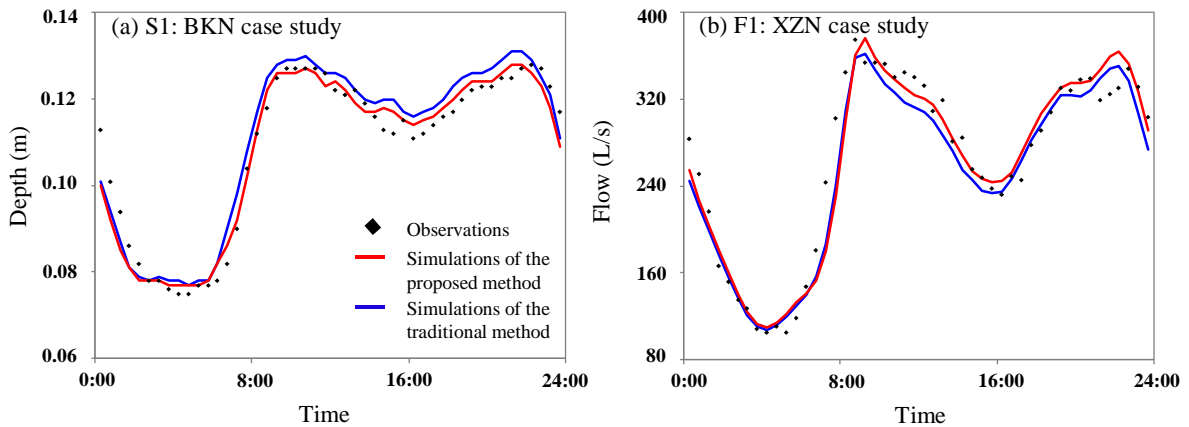 (a) S1: BKN case study
0.14
0.12
0.10
0.08
0.06
Depth (m)
0:00
8:00
16:00
24:00
Time
Observations
Simulations of the
proposed method
Simulations of the
traditional method
(b) F1: XZN case study
400
320
240
160
80
Flow (L/s)
0:00
8:00
16:00
24:00
Time